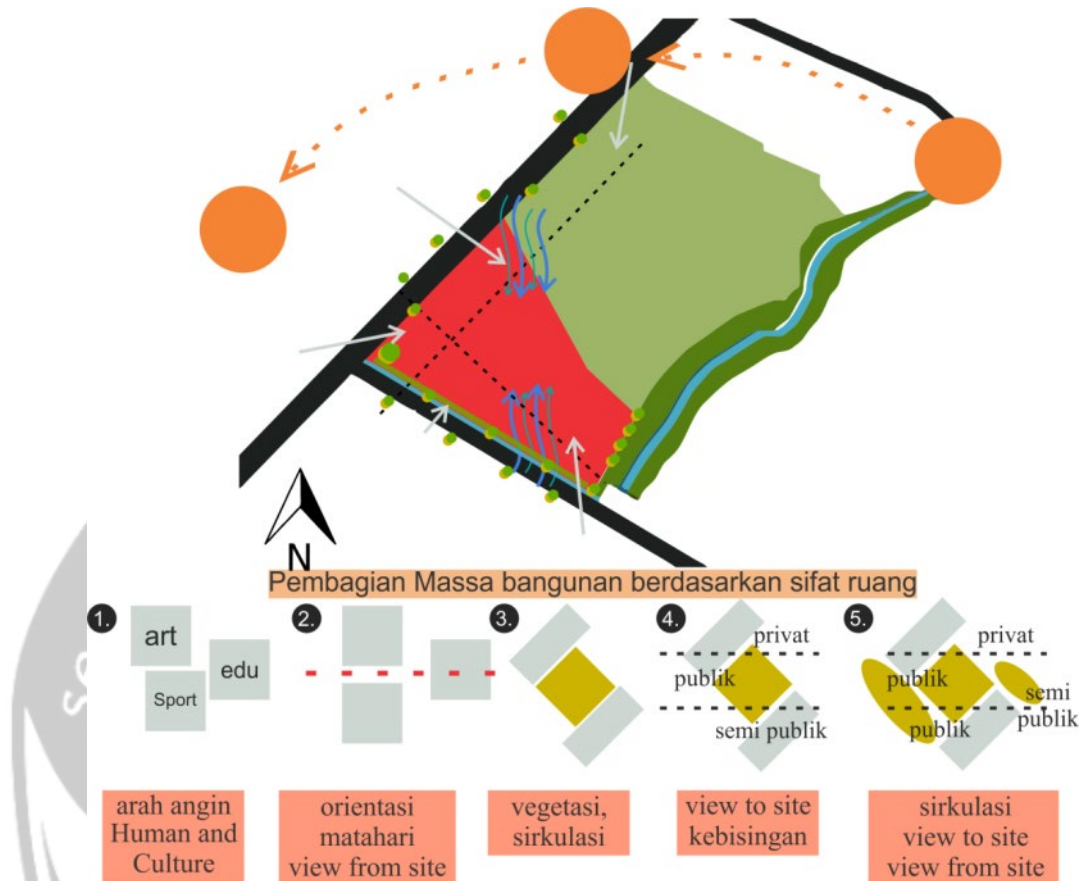 N
Pembagian Massa bangunan berdasarkan sifat ruang
1.
art
edu
Sport
2.
3.
4.
privat
publik
semi publik
5.
privat
publik
semi
publik
publik
arah angin
Human and
Culture
orientasi
matahari
view from site
vegetasi,
sirkulasi
view to site
kebisingan
sirkulasi
view to site
view from site